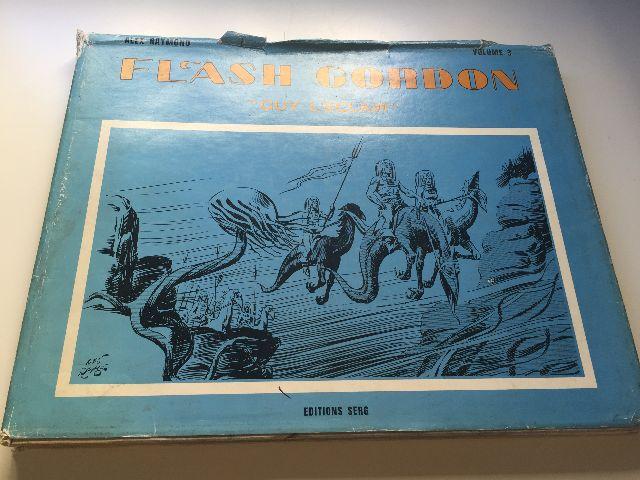 ALEX RAYMOND
VOLUME 3
FLASH GORDON
"GUY L'ECLAIR"
EDITIONS SERG